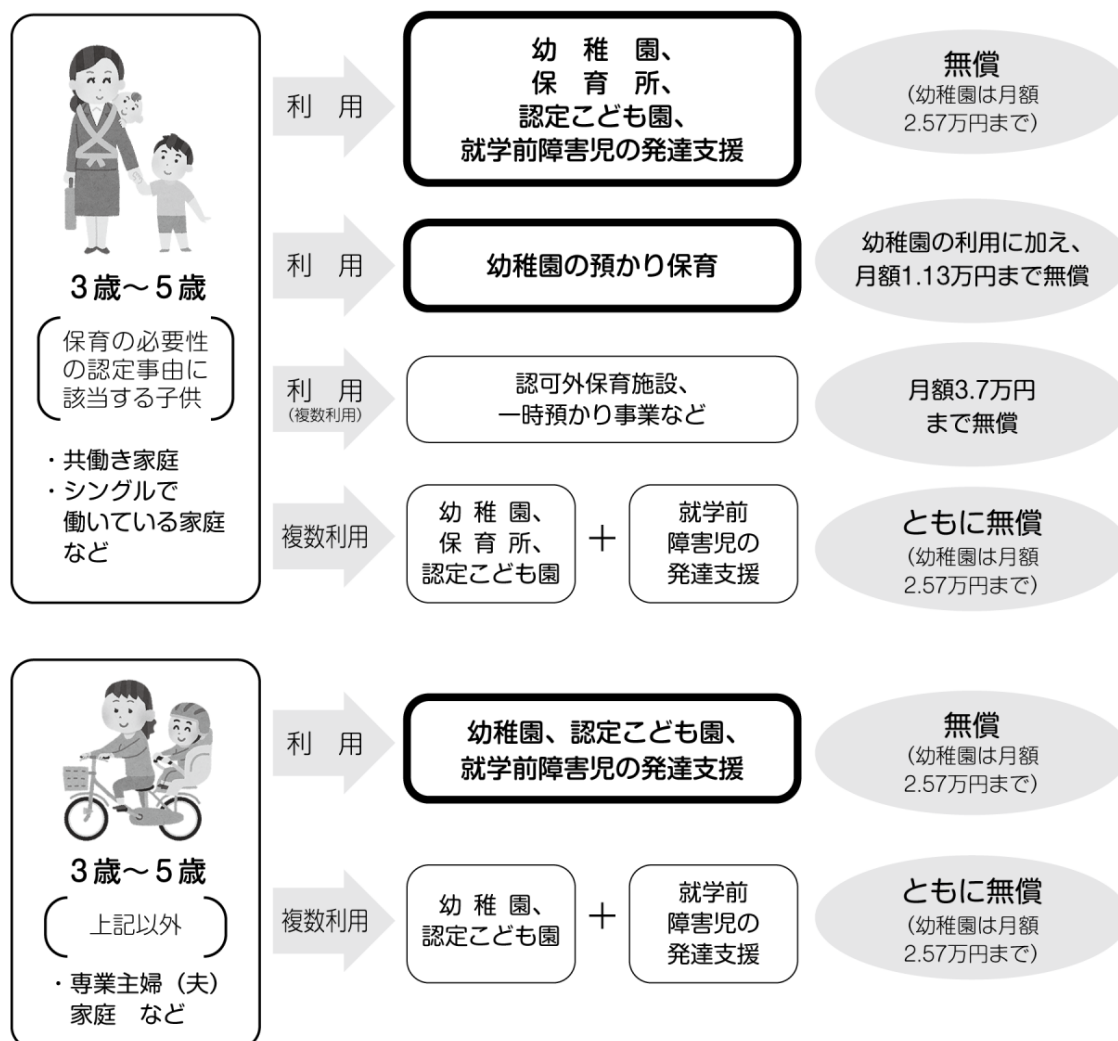 3歳～5歳
保育の必要性
の認定事由に
該当する子供
・共働き家庭
・シングルで
働いている家庭
など
利　用
幼　稚　園、
保　育　所、
認定こども園、
就学前障害児の発達支援
無償
(幼稚園は月額
2.57万円まで)
利　用
幼稚園の預かり保育
幼稚園の利用に加え、
月額1.13万円まで無償
利　用
(複数利用)
認可外保育施設、
一時預かり事業など
月額3.7万円
まで無償
複数利用
幼　稚　園、
保　育　所、
認定こども園
＋
就学前
障害児の
発達支援
ともに無償
(幼稚園は月額
2.57万円まで)
3歳～5歳
上記以外
・専業主婦（夫）
家庭　など
利　用
幼稚園、認定こども園、
就学前障害児の発達支援
無償
(幼稚園は月額
2.57万円まで)
複数利用
幼　稚　園、
認定こども園
＋
就学前
障害児の
発達支援
ともに無償
(幼稚園は月額
2.57万円まで)